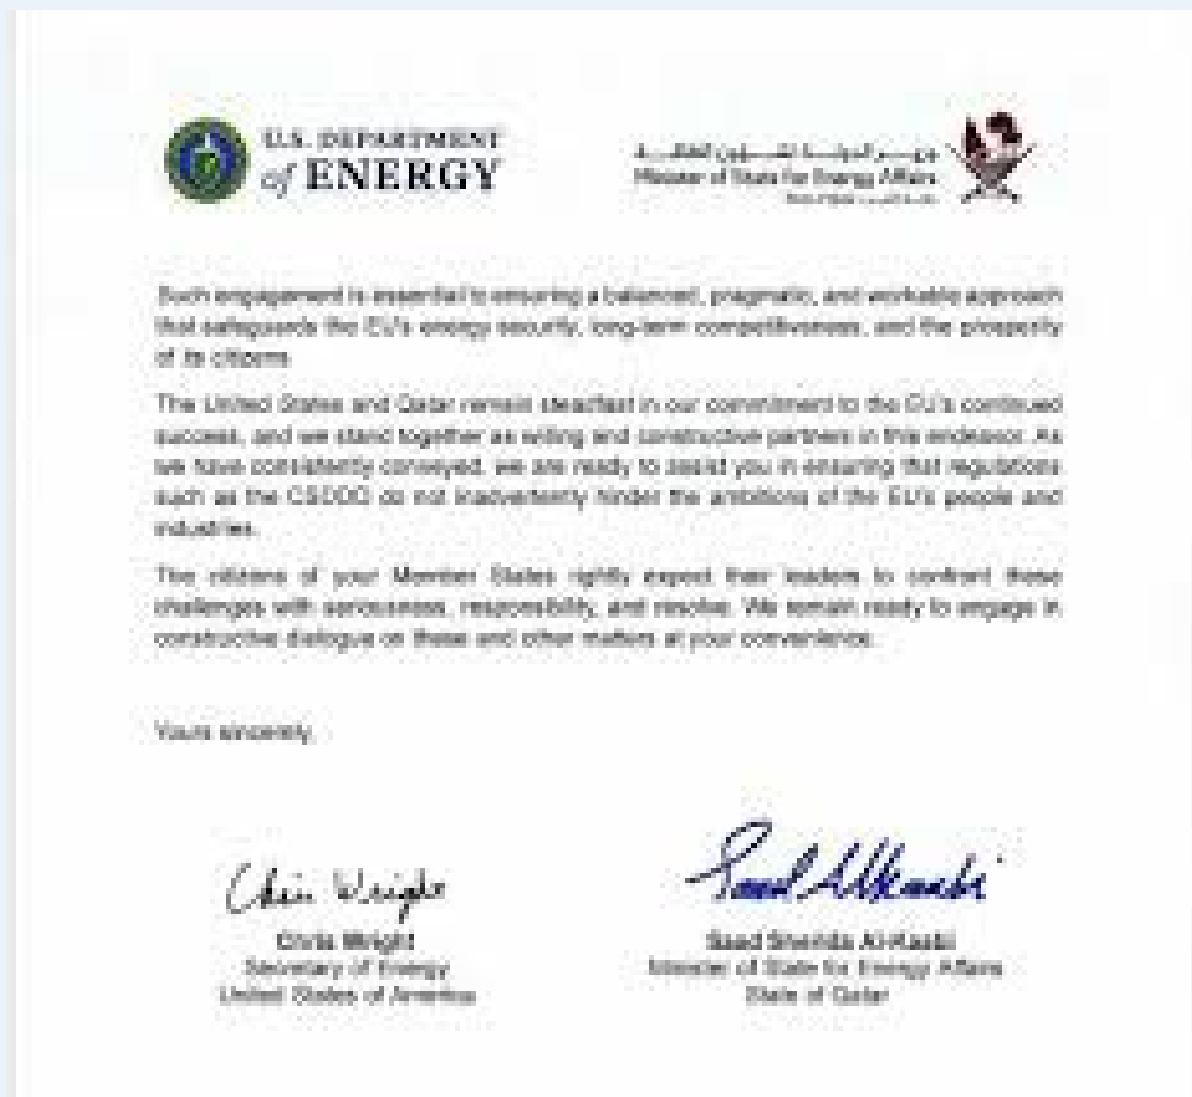 U.S. DEPARTMENT
of ENERGY
Minister of State for Energy Affairs
Such engagement is essential to ensuring a balanced, pragmatic, and workable approach
that safeguards the EU's energy security, long-term competitiveness, and the prosperity
of its citizens.
The United States and Qatar remain steadfast in our commitment to the EU's continued
success, and we stand together as willing and constructive partners in this endeavor. As
we have consistently conveyed, we are ready to assist you in ensuring that regulations
such as the CSDDD do not inadvertently hinder the ambitions of the EU's people and
industries.
The citizens of your Member States rightly expect their leaders to confront these
challenges with seriousness, responsibility, and resolve. We remain ready to engage in
constructive dialogue on these and other matters at your convenience.
Yours sincerely,
Chris Wright
Saad Alkaabi
Chris Wright
Secretary of Energy
United States of America
Saad Sherida Al-Kaabi
Minister of State for Energy Affairs
State of Qatar